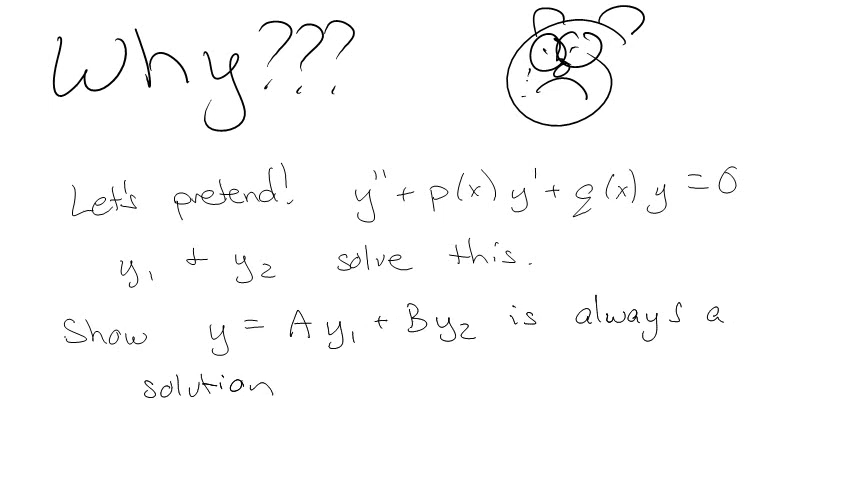 Why???
Let's pretend! y'' + p(x) y' + q(x) y = 0
y₁ + y₂ solve this.
Show y = Ay₁ + By₂ is always a
solution